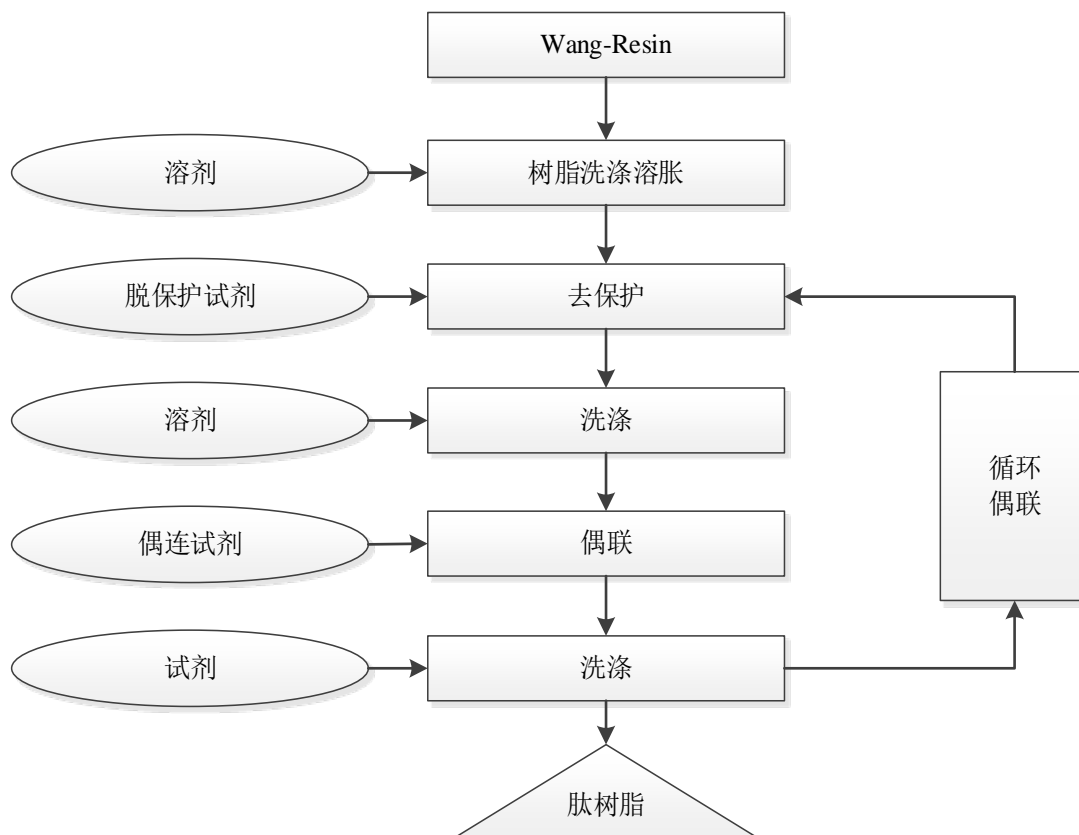 Wang-Resin
溶剂
树脂洗涤溶胀
脱保护试剂
去保护
溶剂
洗涤
循环
偶联
偶连试剂
偶联
试剂
洗涤
肽树脂